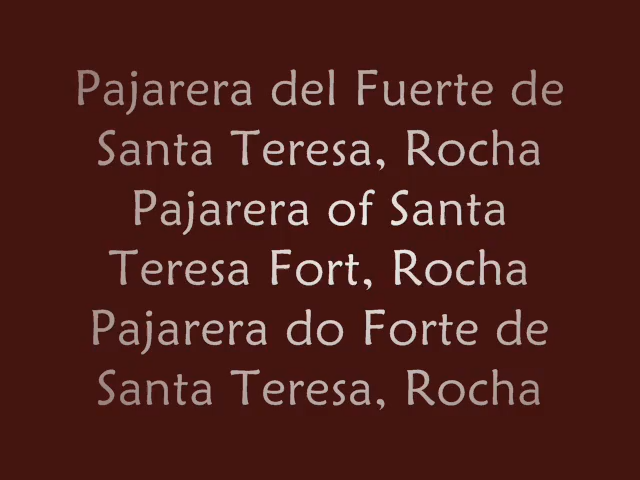 Pajarera del Fuerte de
Santa Teresa, Rocha
Pajarera of Santa
Teresa Fort, Rocha
Pajarera do Forte de
Santa Teresa, Rocha